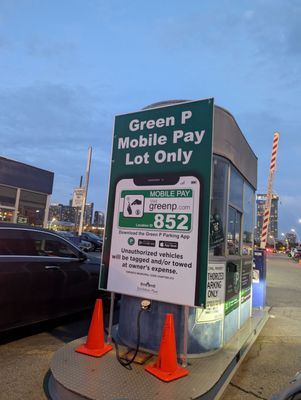 Green P
Mobile Pay
Lot Only
MOBILE PAY
greenp.com
852
Download the Green P Parking App
Unauthorized vehicles
will be tagged and/or towed
at owner's expense.